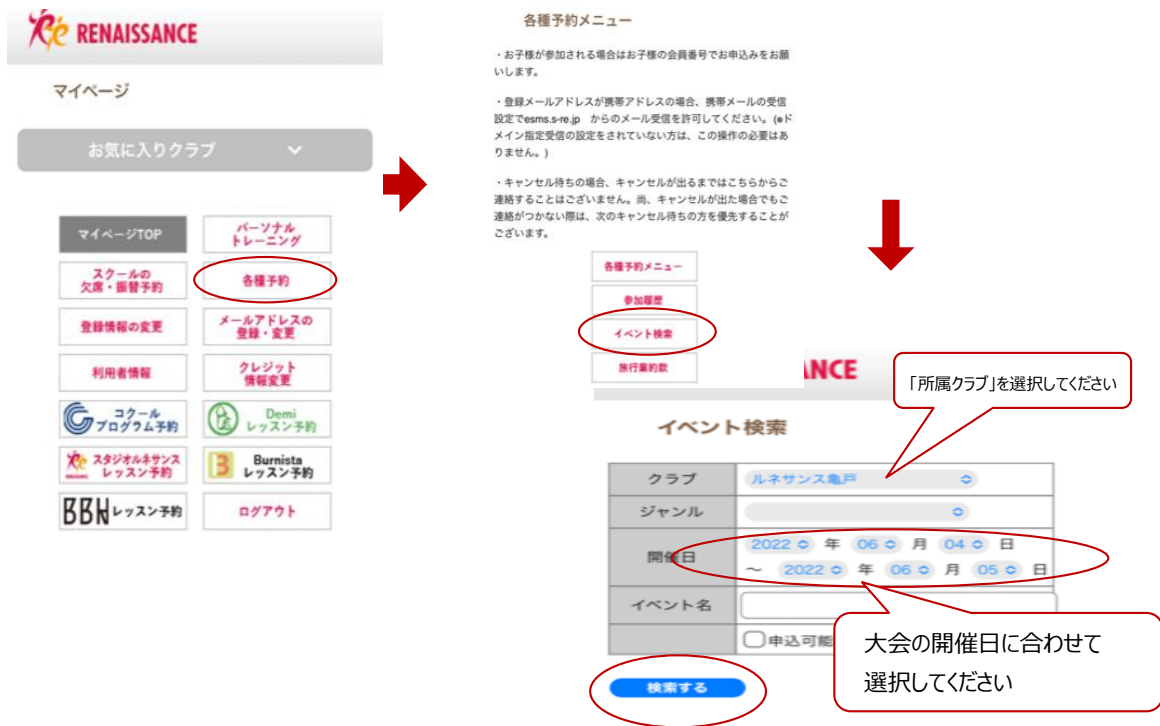 RENAISSANCE
マイページ
お気に入りクラブ
マイページTOP
パーソナル
トレーニング
スクールの
欠席・振替予約
各種予約
登録情報の変更
メールアドレスの
登録・変更
利用者情報
クレジット
情報変更
コクール
プログラム予約
Demi
レッスン予約
スタジオルネサンス
レッスン予約
Burnista
レッスン予約
BBNレッスン予約
ログアウト
各種予約メニュー
・お子様が参加される場合はお子様の会員番号でお申込みをお願
いします。
・登録メールアドレスが携帯アドレスの場合、携帯メールの受信
設定でesms.s-re.jp からのメール受信を許可してください。(※ド
メイン指定受信の設定をされていない方は、この操作の必要はあ
りません。)
・キャンセル待ちの場合、キャンセルが出るまではこちらからご
連絡することはございません。尚、キャンセルが出た場合でもご
連絡がつかない際は、次のキャンセル待ちの方を優先することが
ございます。
各種予約メニュー
参加履歴
イベント検索
旅行業約款
ANCE
「所属クラブ」を選択してください
イベント検索
クラブ ルネサンス亀戸
ジャンル
開催日 2022 年 06 月 04 日
～ 2022 年 06 月 05 日
イベント名
申込可能
大会の開催日に合わせて
選択してください
検索する